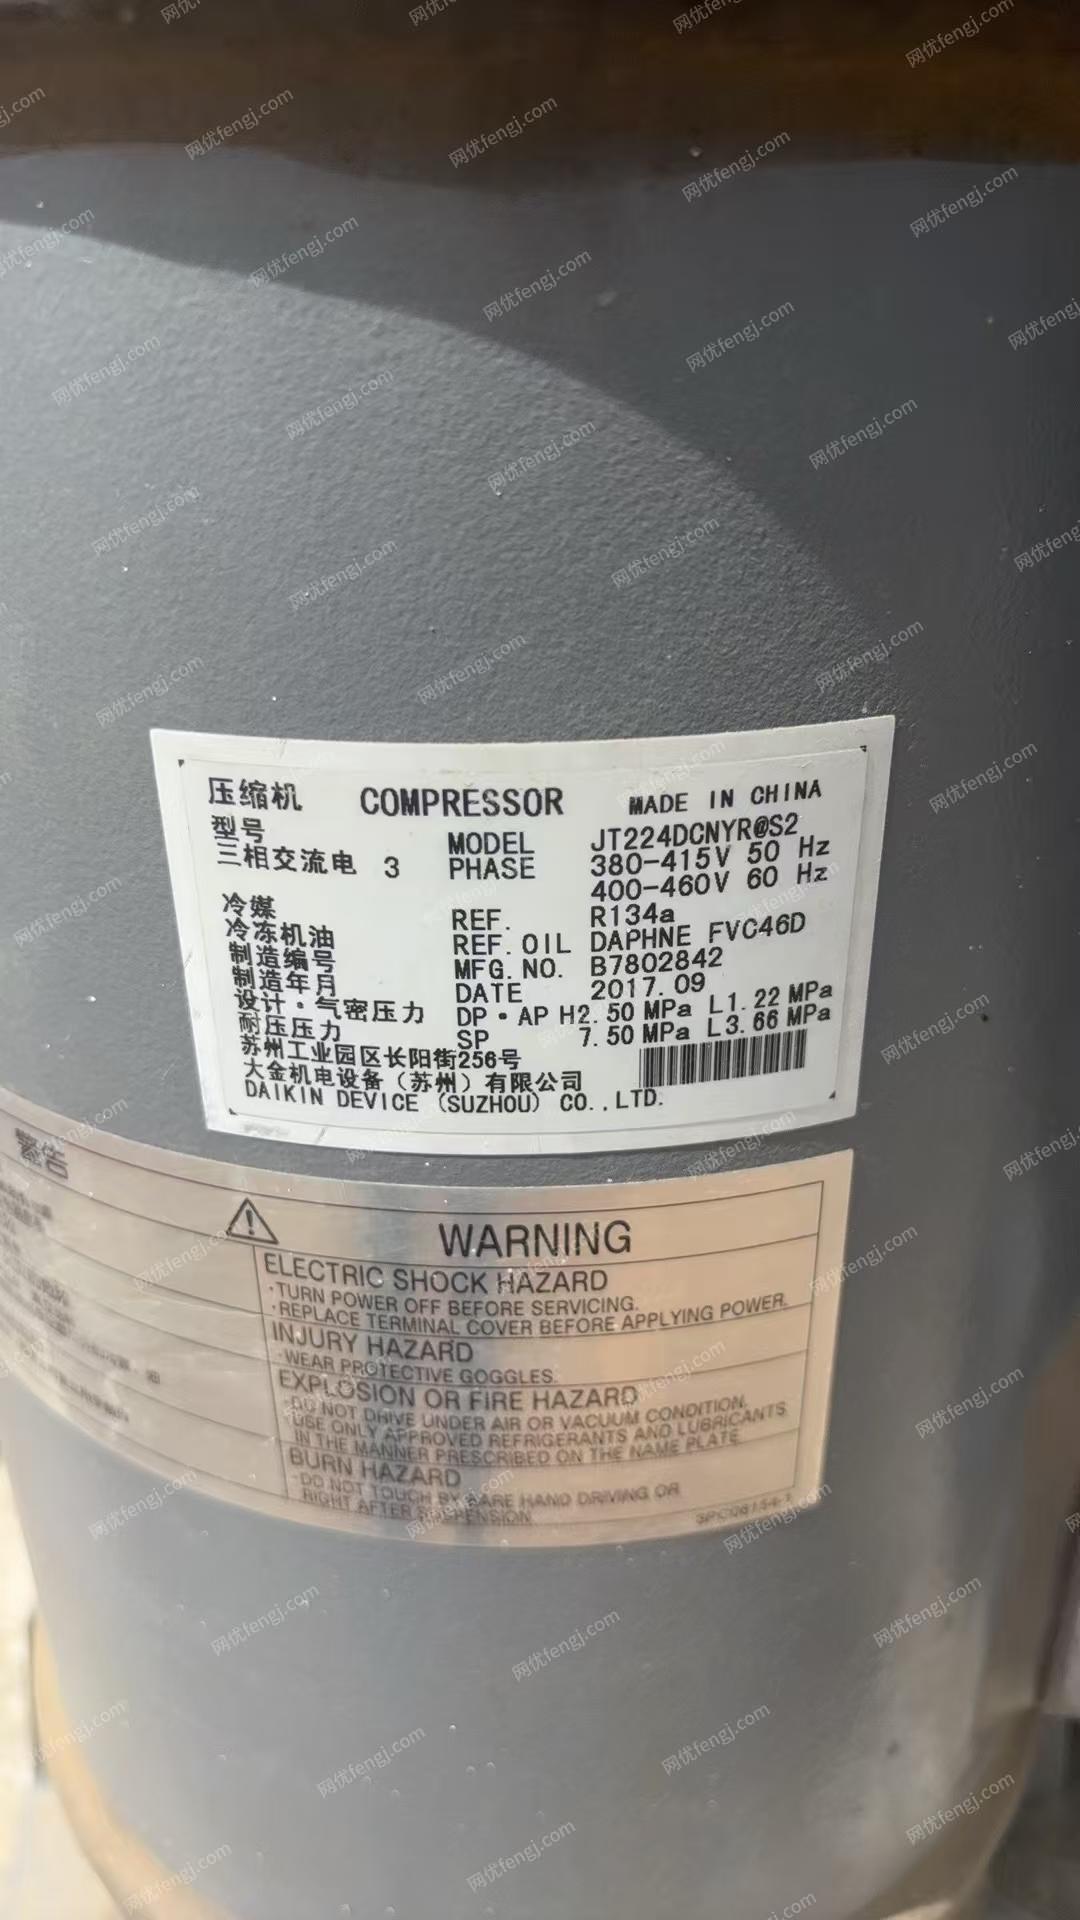 压缩机 COMPRESSOR MADE IN CHINA
型号 MODEL JT224DCNYR@S2
三相交流电 3 PHASE 380-415V 50 Hz
400-460V 60 Hz
冷媒 REF. R134a
冷冻机油 REF. OIL DAPHNE FVC46D
制造编号 MFG. NO. B7802842
制造年月 DATE 2017. 09
设计·气密压力 DP·AP H2. 50 MPa L1. 22 MPa
耐压压力 SP 7. 50 MPa L3. 66 MPa
苏州工业园区长阳街256号
大金机电设备（苏州）有限公司
DAIKIN DEVICE (SUZHOU) CO.,LTD.
警告
WARNING
ELECTRIC SHOCK HAZARD
·TURN POWER OFF BEFORE SERVICING.
·REPLACE TERMINAL COVER BEFORE APPLYING POWER.
INJURY HAZARD
·WEAR PROTECTIVE GOGGLES.
EXPLOSION OR FIRE HAZARD
·DO NOT DRIVE UNDER AIR OR VACUUM CONDITION.
·USE ONLY APPROVED REFRIGERANTS AND LUBRICANTS
IN THE MANNER PRESCRIBED ON THE NAME PLATE.
BURN HAZARD
·DO NOT TOUCH BY BARE HAND DRIVING OR
RIGHT AFTER SUSPENSION.
网优fengj.com